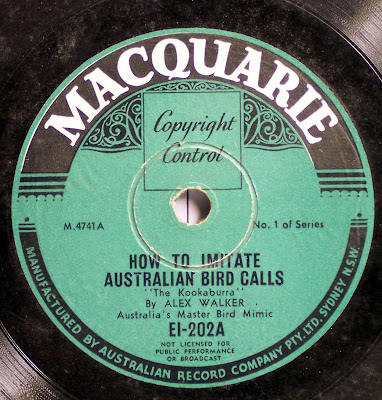 MACQUARIE
Copyright
Control
M.4741A
No. 1 of Series
HOW TO IMITATE
AUSTRALIAN BIRD CALLS
"The Kookaburra"
By ALEX WALKER
Australia's Master Bird Mimic
EI-202A
NOT LICENSED FOR
PUBLIC PERFORMANCE
OR BROADCAST
MANUFACTURED BY AUSTRALIAN RECORD COMPANY PTY. LTD. SYDNEY N.S.W.